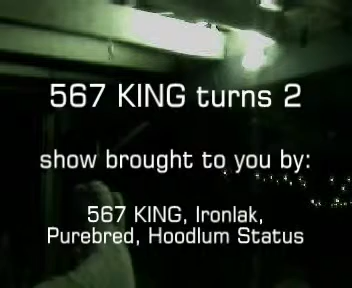 567 KING turns 2
show brought to you by:
567 KING, Ironlak,
Purebred, Hoodlum Status